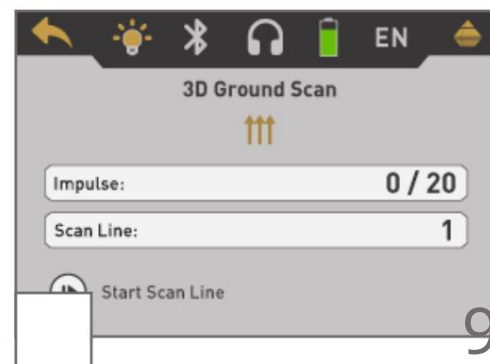 EN
3D Ground Scan
Impulse: 0 / 20
Scan Line: 1
Start Scan Line
9